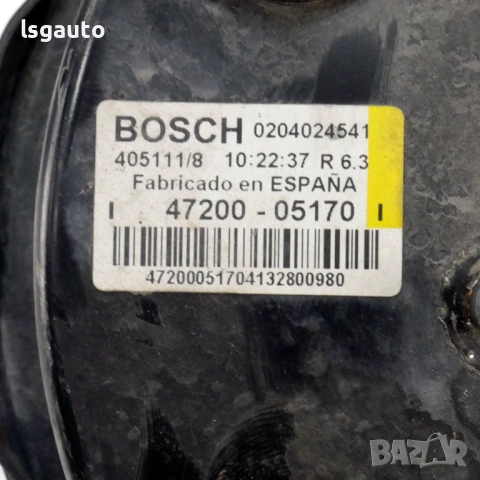 lsgauto
BOSCH 0204024541
405111/8 10:22:37 R 6.3
Fabricado en ESPAÑA
I 47200 - 05170 I
47200051704132800980
BAZAR